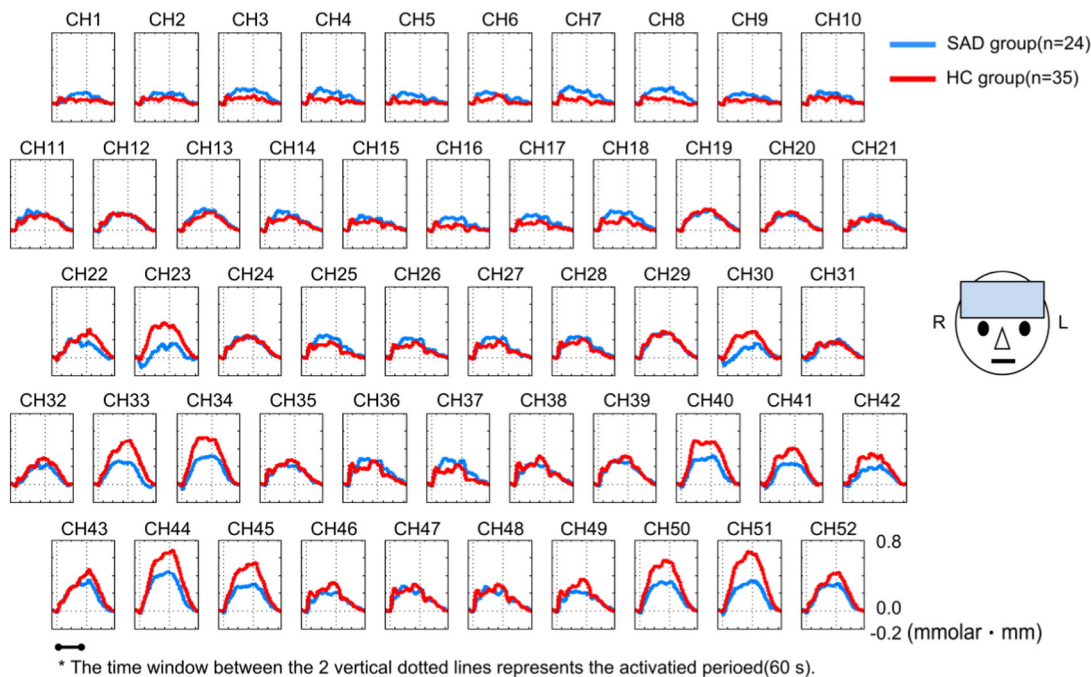 CH1 CH2 CH3 CH4 CH5 CH6 CH7 CH8 CH9 CH10
SAD group(n=24)
HC group(n=35)
CH11 CH12 CH13 CH14 CH15 CH16 CH17 CH18 CH19 CH20 CH21
CH22 CH23 CH24 CH25 CH26 CH27 CH28 CH29 CH30 CH31
R L
CH32 CH33 CH34 CH35 CH36 CH37 CH38 CH39 CH40 CH41 CH42
CH43 CH44 CH45 CH46 CH47 CH48 CH49 CH50 CH51 CH52
0.8
0.0
-0.2 (mmolar・mm)
* The time window between the 2 vertical dotted lines represents the activatied perioed(60 s).